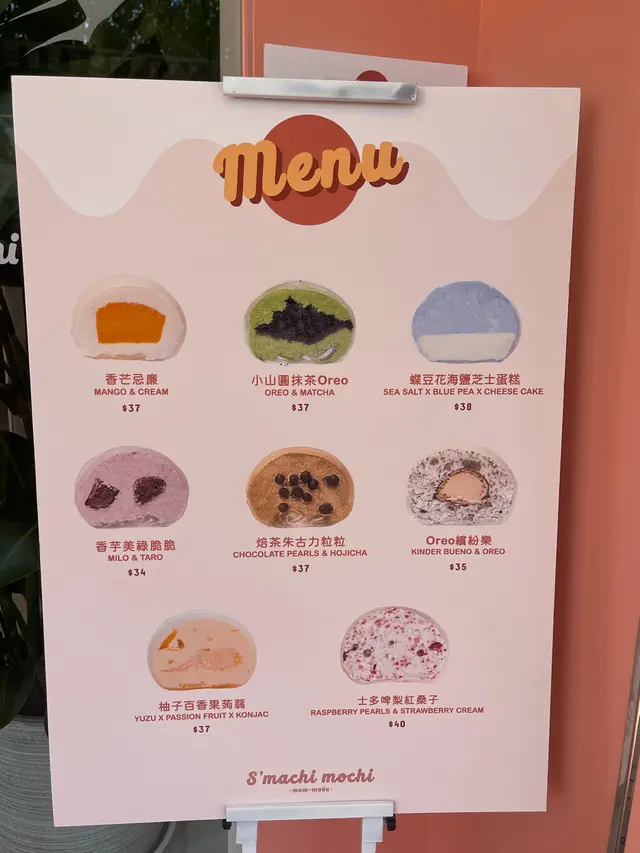 Menu
香芒忌廉
MANGO & CREAM
$37
小山園抹茶Oreo
OREO & MATCHA
$37
蝶豆花海鹽芝士蛋糕
SEA SALT X BLUE PEA X CHEESE CAKE
$38
香芋美祿脆脆
MILO & TARO
$34
焙茶朱古力粒粒
CHOCOLATE PEARLS & HOJICHA
$37
Oreo繽紛樂
KINDER BUENO & OREO
$35
柚子百香果蒟蒻
YUZU X PASSION FRUIT X KONJAC
$37
士多啤梨紅桑子
RASPBERRY PEARLS & STRAWBERRY CREAM
$40
S'machi mochi
·mom-made·